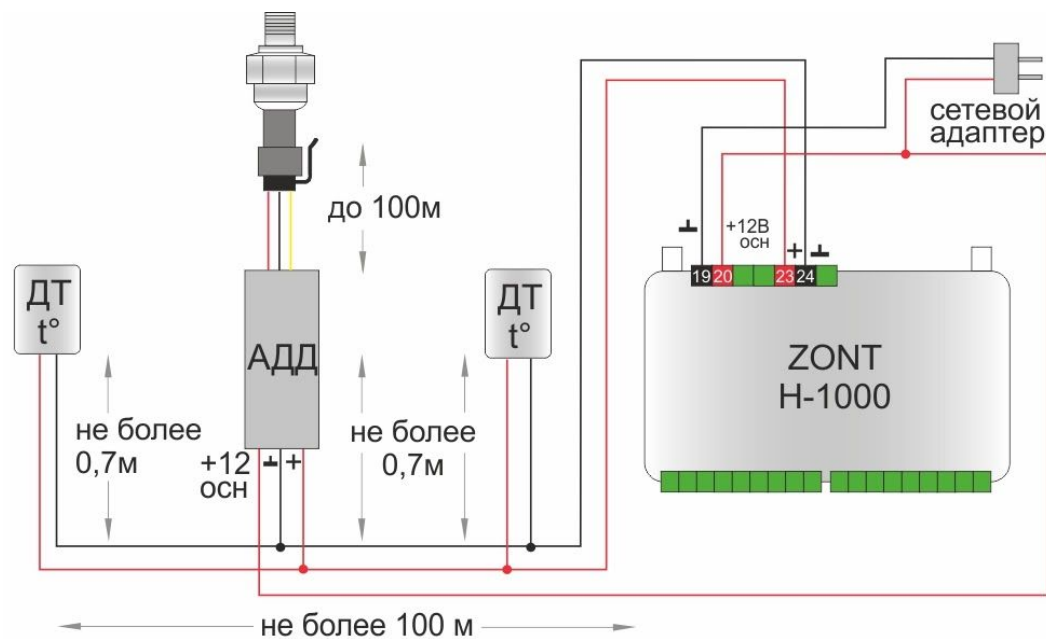 сетевой
адаптер
до 100м
+12В
осн
+
19 20 23 24
ДТ
t°
АДД
ДТ
t°
ZONT
H-1000
не более
0,7м
не более
0,7м
+12
осн
+
не более 100 м